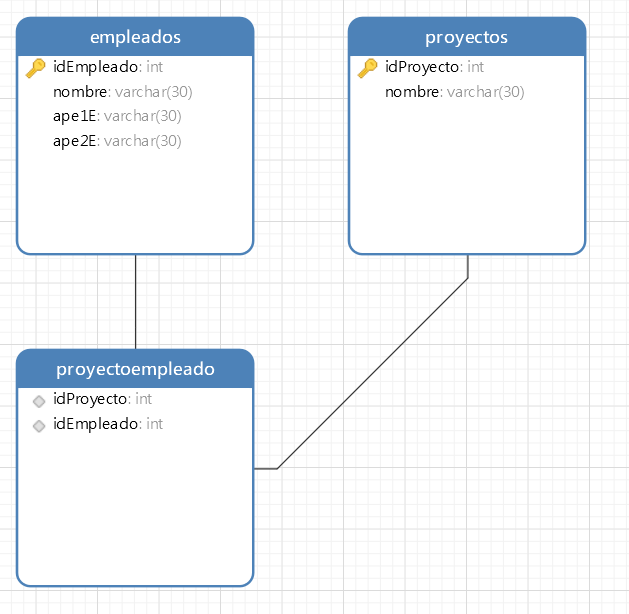 empleados
idEmpleado: int
nombre: varchar(30)
ape1E: varchar(30)
ape2E: varchar(30)
proyectos
idProyecto: int
nombre: varchar(30)
proyectoempleado
idProyecto: int
idEmpleado: int